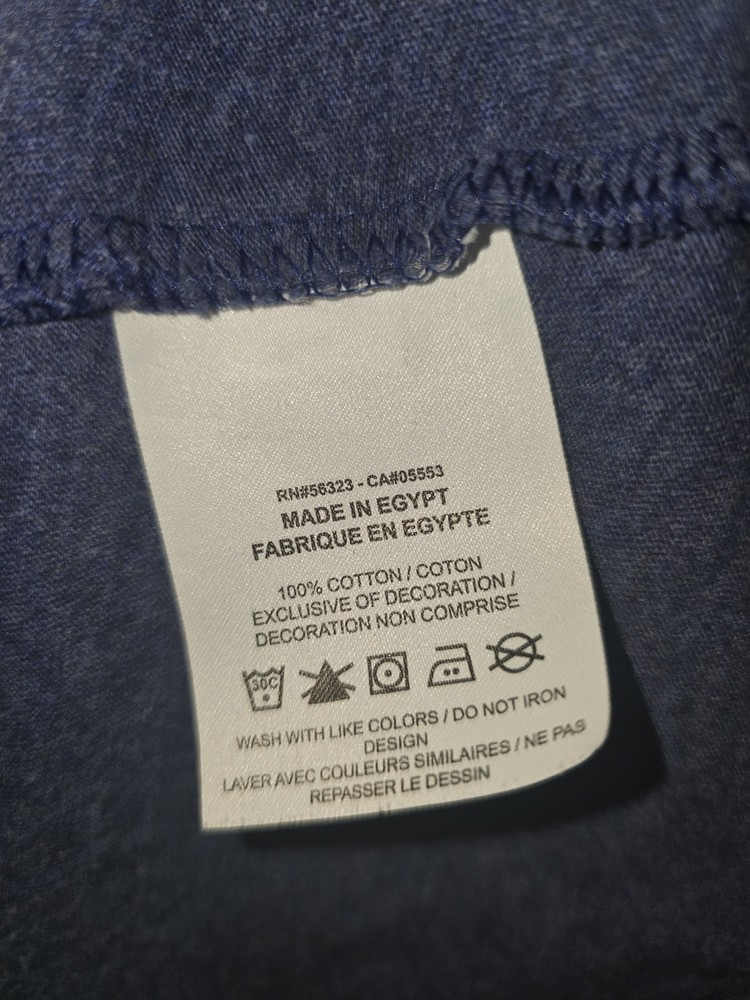 RN#56323 - CA#05553
MADE IN EGYPT
FABRIQUE EN EGYPTE
100% COTTON / COTON
EXCLUSIVE OF DECORATION /
DECORATION NON COMPRISE
30C
WASH WITH LIKE COLORS / DO NOT IRON
DESIGN
LAVER AVEC COULEURS SIMILAIRES / NE PAS
REPASSER LE DESSIN